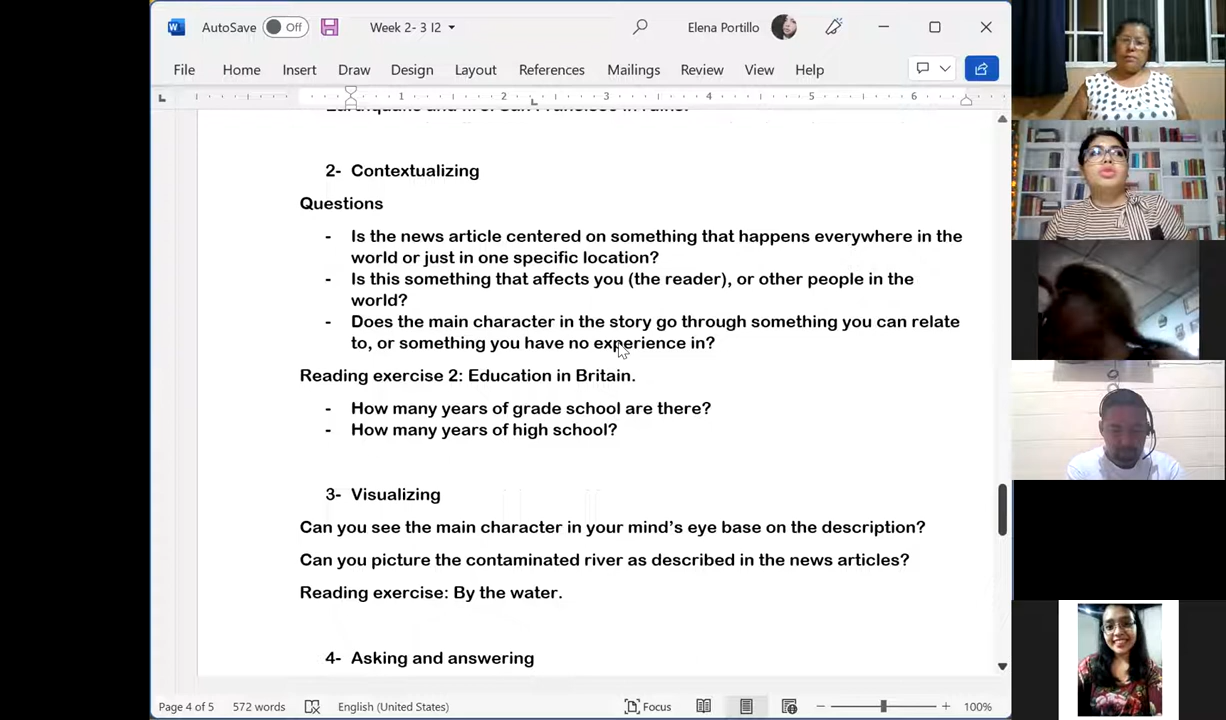 AutoSave Off Week 2- 3 I2 Elena Portillo
File Home Insert Draw Design Layout References Mailings Review View Help
1 1 2 3 4 5 6
2- Contextualizing
Questions
- Is the news article centered on something that happens everywhere in the
world or just in one specific location?
- Is this something that affects you (the reader), or other people in the
world?
- Does the main character in the story go through something you can relate
to, or something you have no experience in?
Reading exercise 2: Education in Britain.
- How many years of grade school are there?
- How many years of high school?
3- Visualizing
Can you see the main character in your mind's eye base on the description?
Can you picture the contaminated river as described in the news articles?
Reading exercise: By the water.
4- Asking and answering
Page 4 of 5 572 words English (United States) Focus 100%